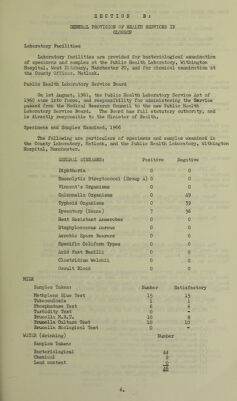 SECTION B:
GENERAL PROVISION OF HEALTH SERVICES IN
GLOSSOP
Laboratory Facilities
Laboratory facilities are provided for bacteriological examination
of specimens and samples at the Public Health Laboratory, Withington
Hospital, West Didsbury, Manchester 20, and for chemical examination at
the County Offices, Matlock.
Public Health Laboratory Service Board
On 1st August, 1961, the Public Health Laboratory Service Act of
1960 came into force, and responsibility for administering the Service
passed from the Medical Research Council to the new Public Health
Laboratory Service Board. The Board has full statutory authority, and
is directly responsible to the Minister of Health.
Specimens and Samples Examined, 1966
The following are particulars of specimens and samples examined in
the County Laboratory, Matlock, and the Public Health Laboratory, Withington
Hospital, Manchester.
GENERAL DISEASES: Positive Negative
Diphtheria 0 0
Haemolytic Streptococci (Group A) 0 0
Vincent's Organisms 0 0
Salmonella Organisms 0 49
Typhoid Organisms 0 39
Dysentery (Sonne) 7 56
Heat Resistant Anaerobes 0 0
Staphylococcus Aureus 0 0
Aerobic Spore Bearers 0 0
Specific Coliform Types 0 0
Acid Fast Bacilli 0 0
Clostridium Welchii 0 0
Occult Blood 0 0
MILK
Samples Taken: Number Satisfactory
Methylene Blue Test 15 15
Tuberculosis 1 1
Phosphatase Test 4 4
Turbidity Test 0 -
Brucella M.R.T. 10 8
Brucella Culture Test 10 10
Brucella Biological Test 0 -
WATER (drinking) Number
Samples Taken:
Bacteriological 44
Chemical
Lead content
4.